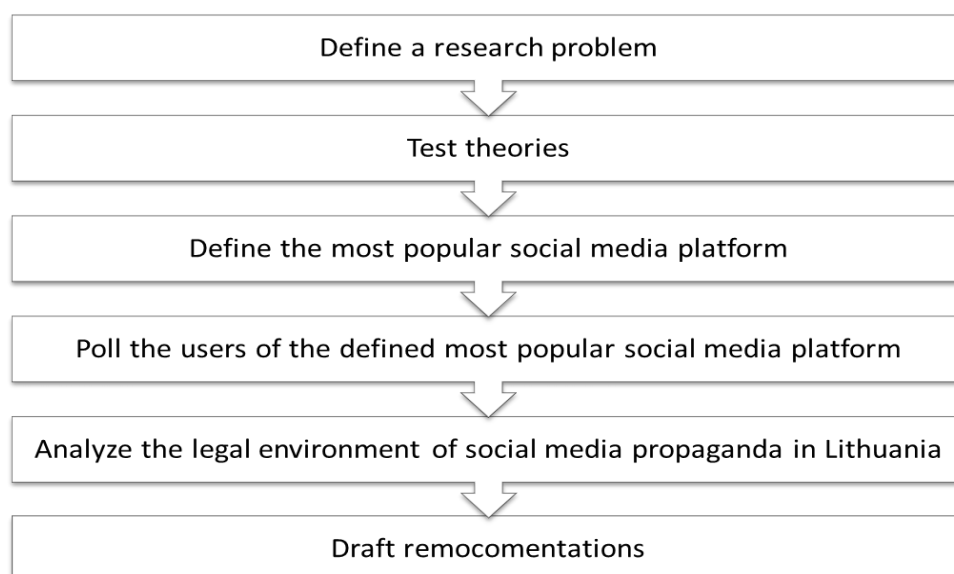 Define a research problem
Test theories
Define the most popular social media platform
Poll the users of the defined most popular social media platform
Analyze the legal environment of social media propaganda in Lithuania
Draft remocomentations